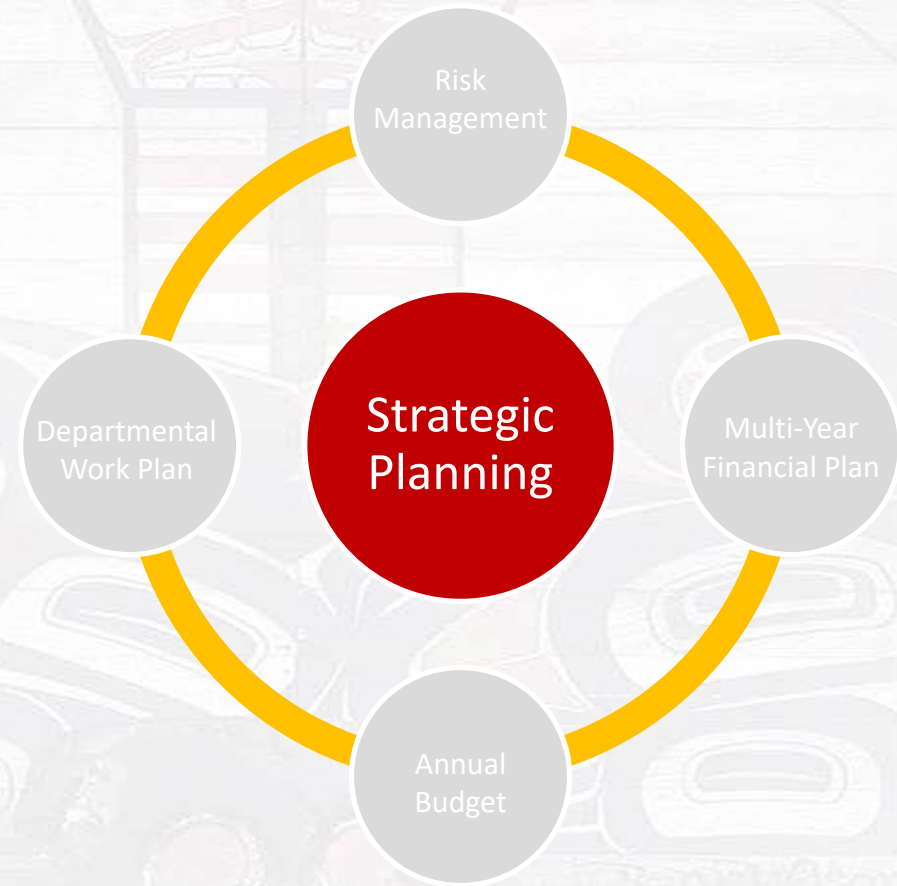 Risk
Management
Departmental
Work Plan
Strategic
Planning
Multi-Year
Financial Plan
Annual
Budget